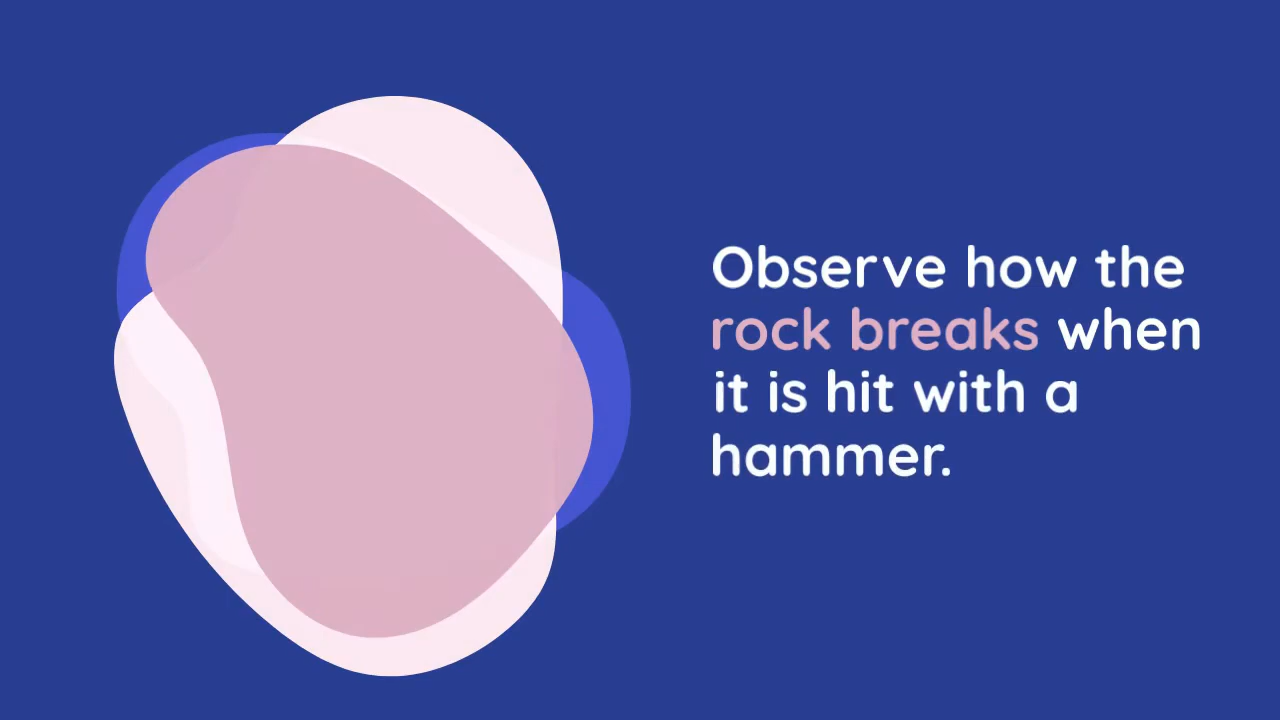 Observe how the
rock breaks when
it is hit with a
hammer.